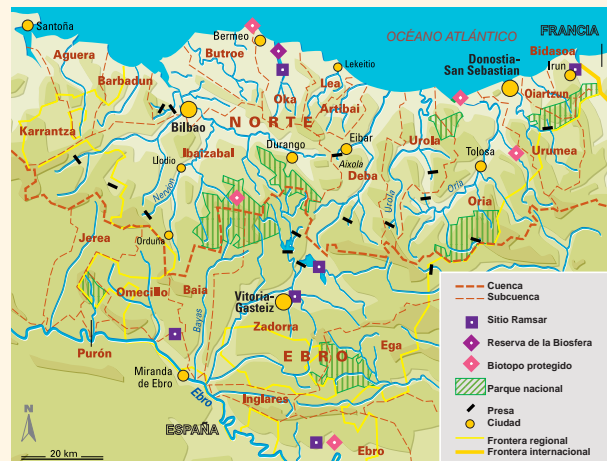 Santoña
OCÉANO ATLÁNTICO
FRANCIA
Bermeo
Aguera
Butroe
Lekeitio
Donostia-
San Sebastian
Bidasoa
Irun
Barbadun
Oka
Lea
Artibai
Oiartzun
Karrantza
Bilbao
NORTE
Eibar
Urola
Urumea
Llodio
Ibaizabal
Durango
Aixola
Deba
Tolosa
Nervion
Urola
Oria
Oria
Jerea
Orduña
Omecillo
Baia
Vitoria-
Gasteiz
Zadorra
Bayas
EBRO
Ega
Purón
Miranda
de Ebro
Ebro
Inglares
ESPAÑA
Ebro
N
20 km
Cuenca
Subcuenca
Sitio Ramsar
Reserva de la Biosfera
Biotopo protegido
Parque nacional
Presa
Ciudad
Frontera regional
Frontera internacional